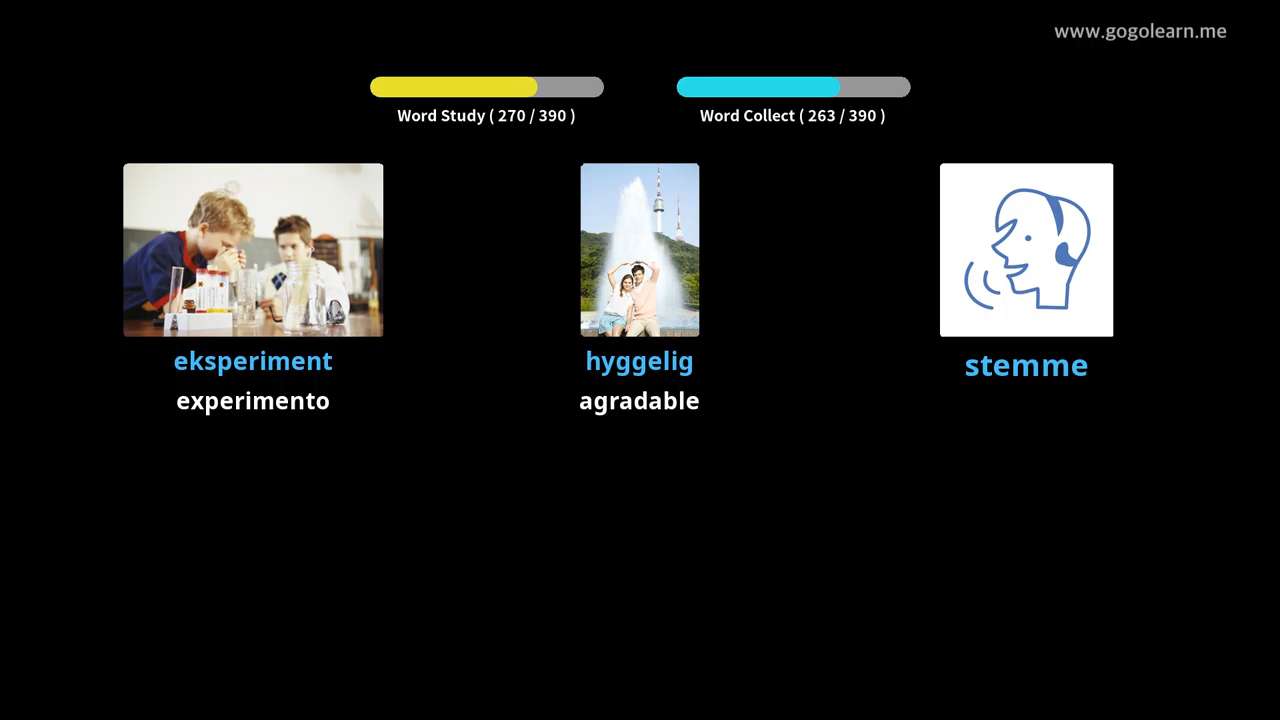 www.gogolearn.me
Word Study ( 270 / 390 )
Word Collect ( 263 / 390 )
eksperiment
experimento
hyggelig
agradable
stemme